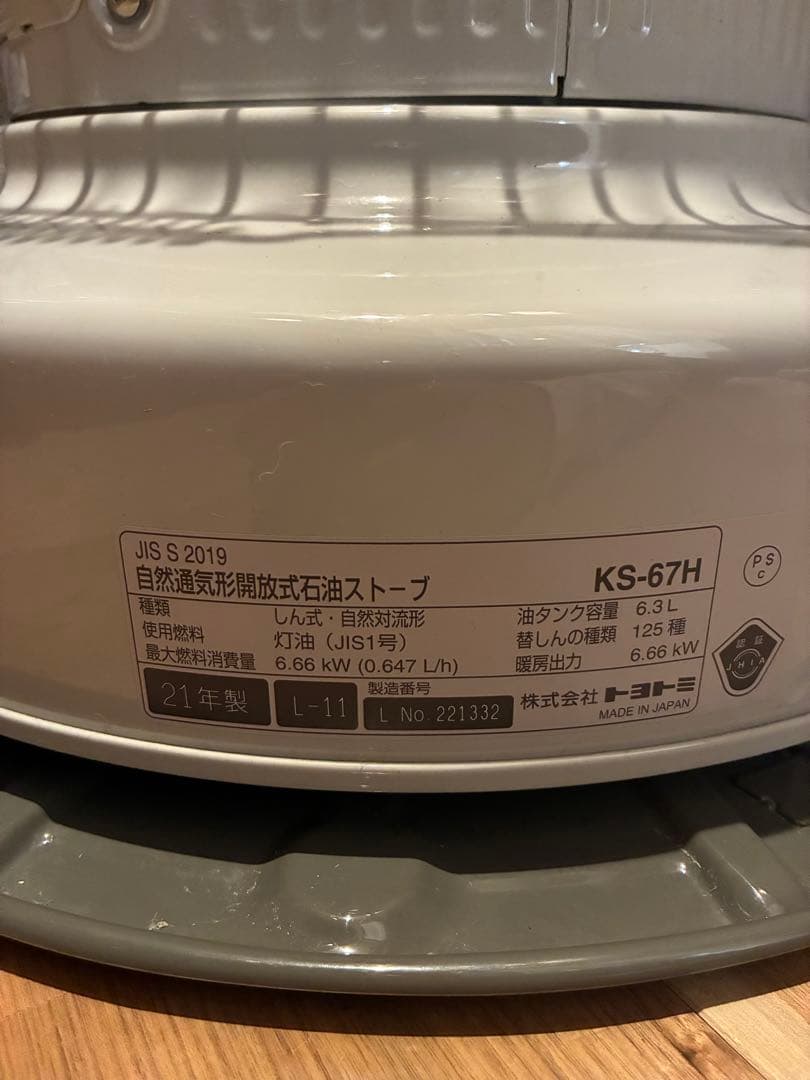 JIS S 2019
自然通気形開放式石油ストーブ KS-67H
種類 しん式・自然対流形 油タンク容量 6.3 L
使用燃料 灯油（JIS1号） 替しんの種類 125 種
最大燃料消費量 6.66 kW (0.647 L/h) 暖房出力 6.66 kW
21年製 L-11 製造番号 L No. 221332 株式会社 トヨトミ
MADE IN JAPAN
PS
C
認証
JHIA